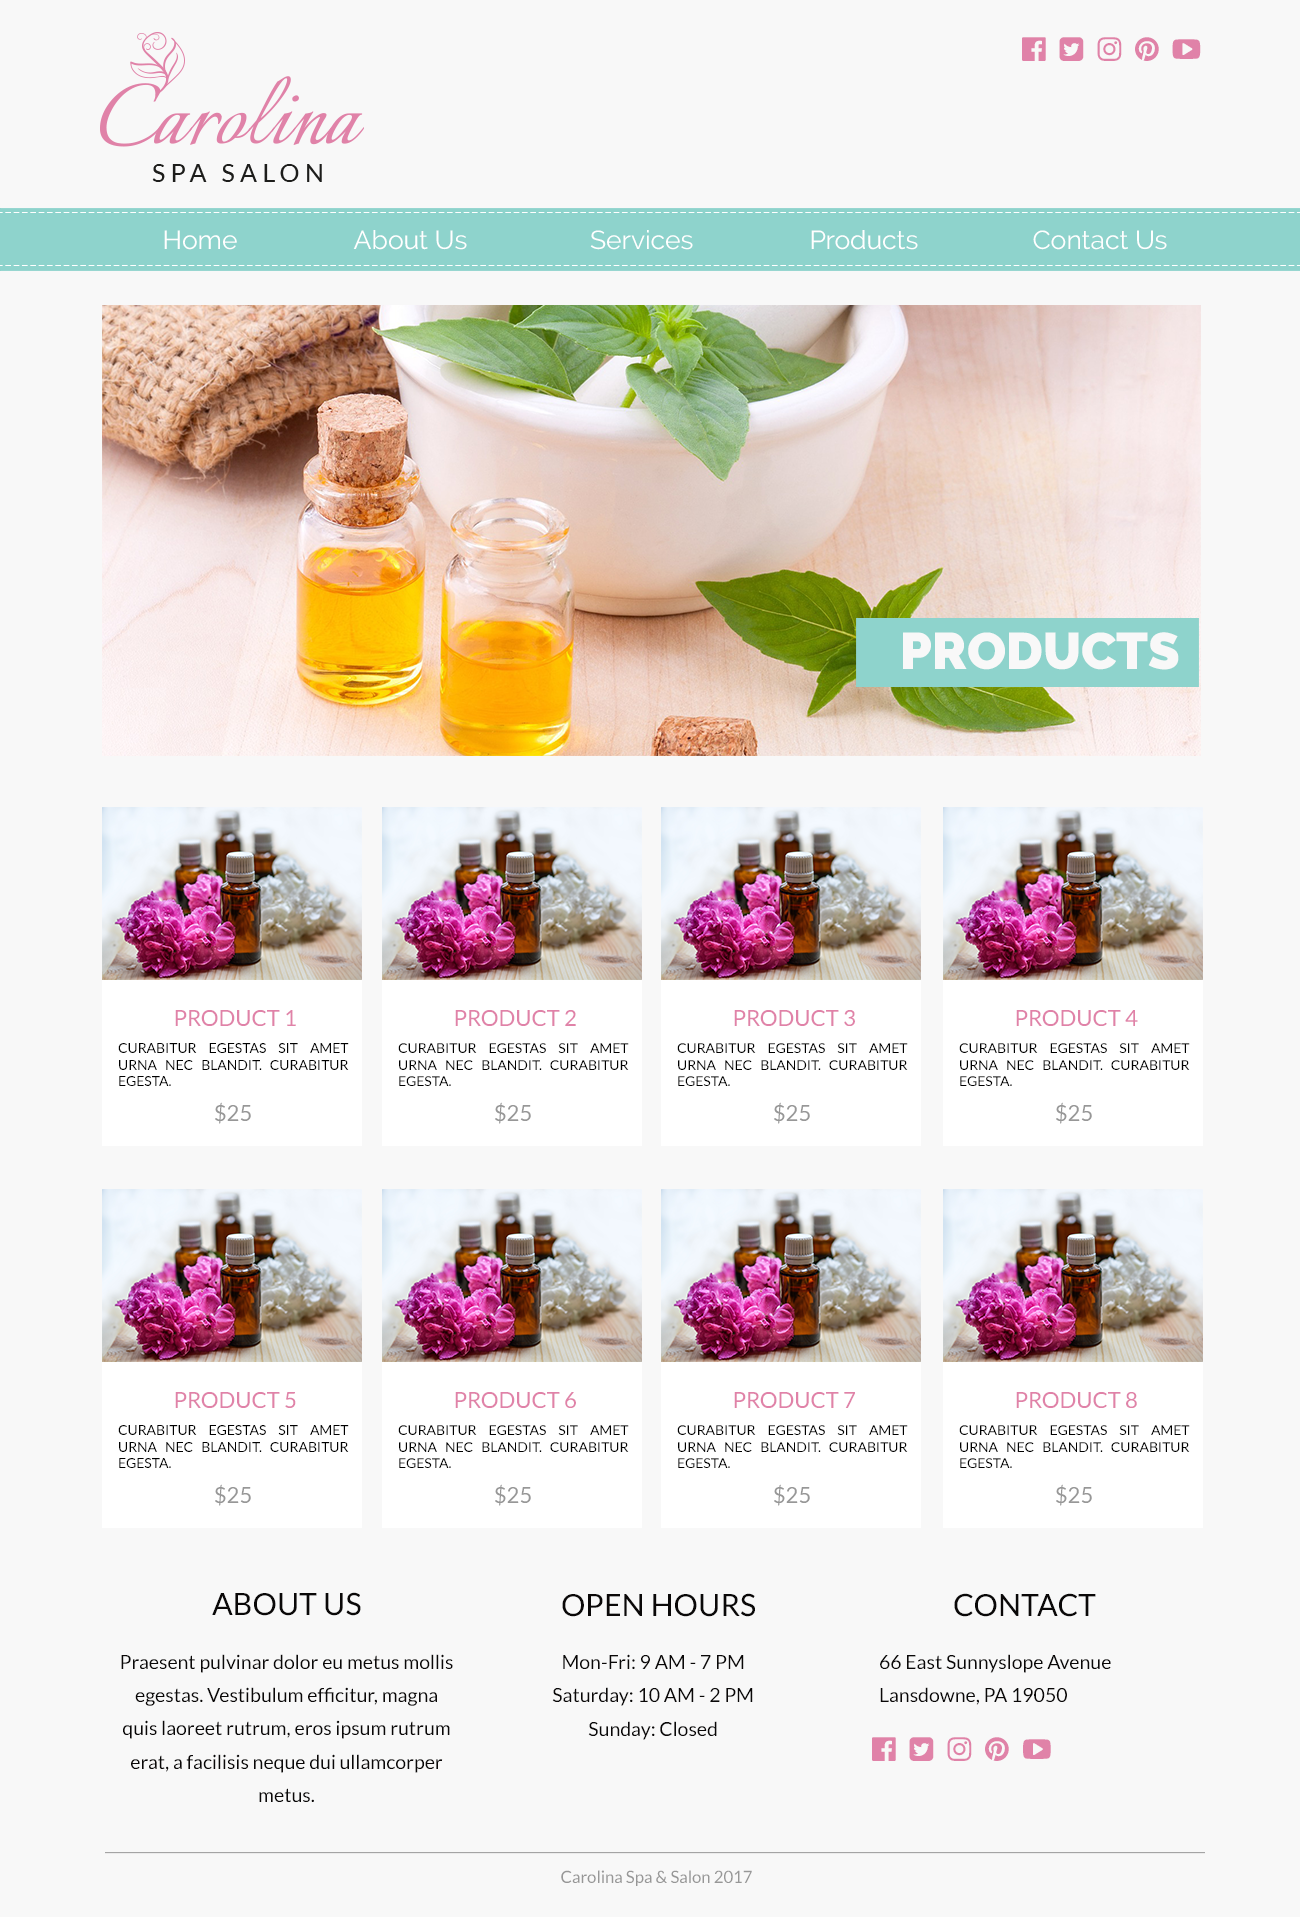 Carolina
SPA SALON
Home About Us Services Products Contact Us
PRODUCTS
PRODUCT 1
CURABITUR EGESTAS SIT AMET
URNA NEC BLANDIT. CURABITUR
EGESTA.
$25
PRODUCT 2
CURABITUR EGESTAS SIT AMET
URNA NEC BLANDIT. CURABITUR
EGESTA.
$25
PRODUCT 3
CURABITUR EGESTAS SIT AMET
URNA NEC BLANDIT. CURABITUR
EGESTA.
$25
PRODUCT 4
CURABITUR EGESTAS SIT AMET
URNA NEC BLANDIT. CURABITUR
EGESTA.
$25
PRODUCT 5
CURABITUR EGESTAS SIT AMET
URNA NEC BLANDIT. CURABITUR
EGESTA.
$25
PRODUCT 6
CURABITUR EGESTAS SIT AMET
URNA NEC BLANDIT. CURABITUR
EGESTA.
$25
PRODUCT 7
CURABITUR EGESTAS SIT AMET
URNA NEC BLANDIT. CURABITUR
EGESTA.
$25
PRODUCT 8
CURABITUR EGESTAS SIT AMET
URNA NEC BLANDIT. CURABITUR
EGESTA.
$25
ABOUT US
Praesent pulvinar dolor eu metus mollis
egestas. Vestibulum efficitur, magna
quis laoreet rutrum, eros ipsum rutrum
erat, a facilisis neque dui ullamcorper
metus.
OPEN HOURS
Mon-Fri: 9 AM - 7 PM
Saturday: 10 AM - 2 PM
Sunday: Closed
CONTACT
66 East Sunnyslope Avenue
Lansdowne, PA 19050
Carolina Spa & Salon 2017